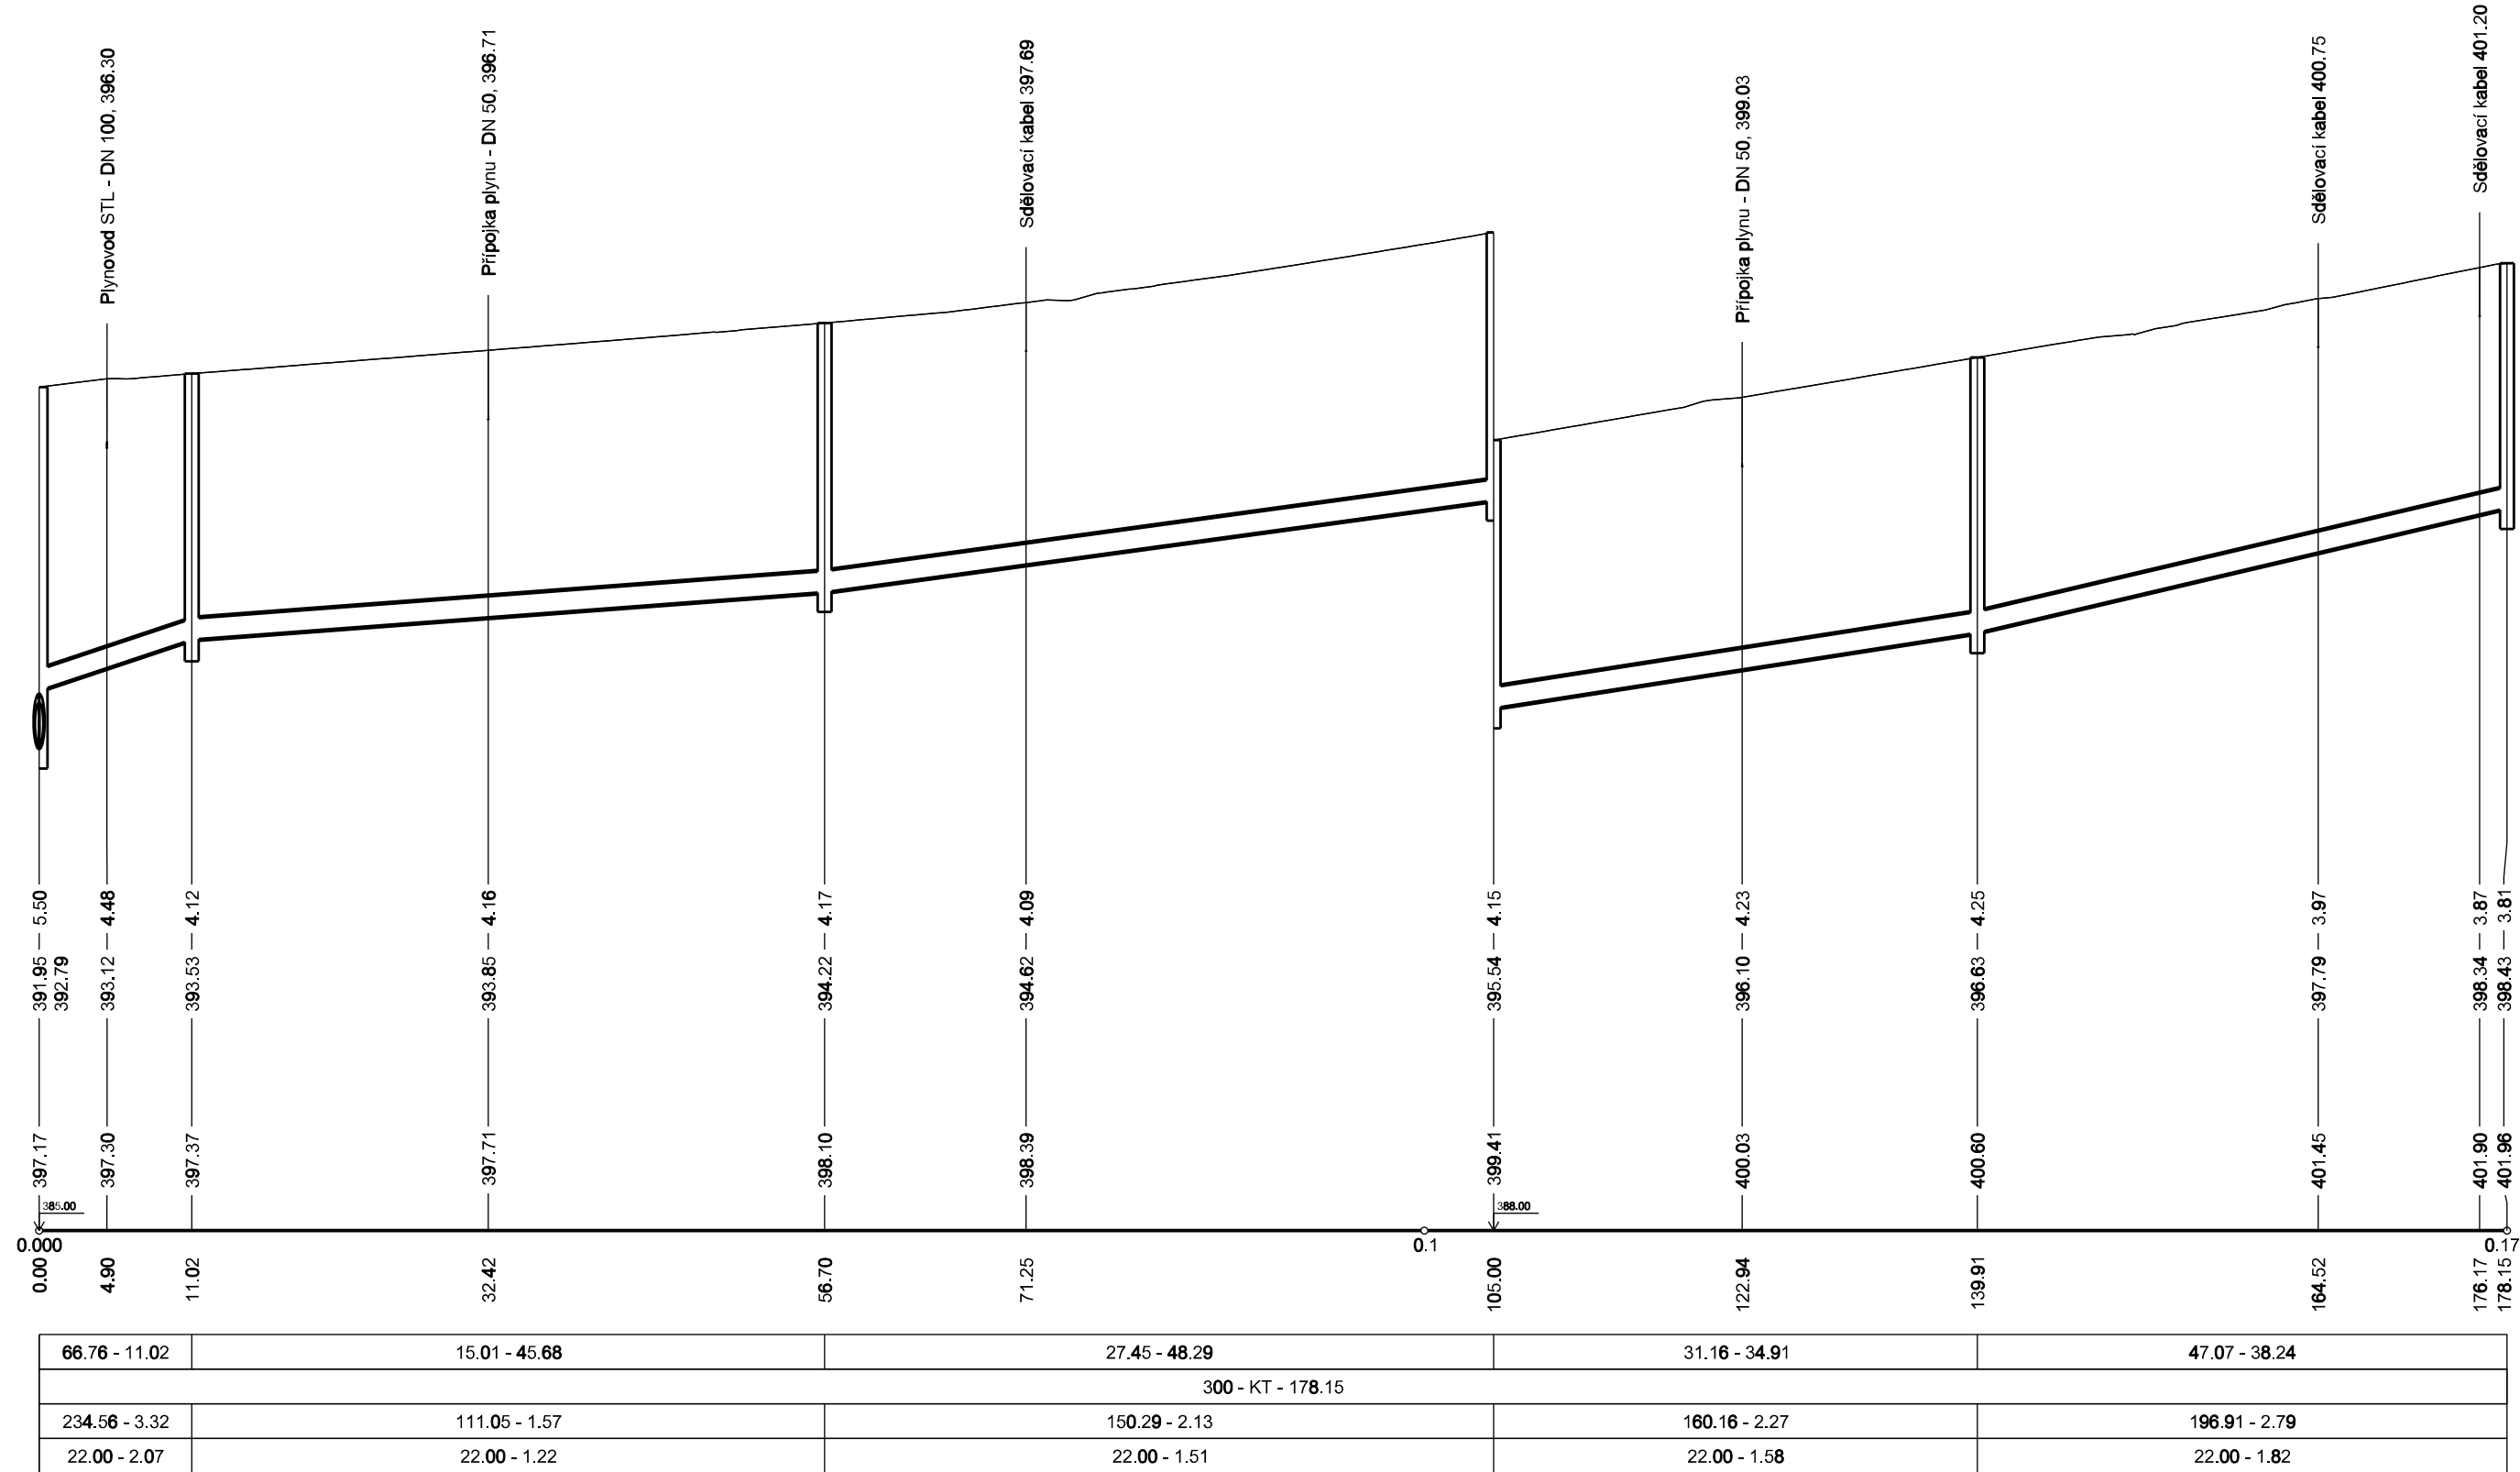 Plynovod STL - DN 100, 396.30
Přípojka plynu - DN 50, 396.71
Sdělovací kabel 397.69
Přípojka plynu - DN 50, 399.03
Sdělovací kabel 400.75
Sdělovací kabel 401.20
5.50
4.48
4.12
4.16
4.17
4.09
4.15
4.23
4.25
3.97
3.87
3.81
391.95
392.79
393.12
393.53
393.85
394.22
394.62
395.54
396.10
396.63
397.79
398.34
398.43
397.17
397.30
397.37
397.71
398.10
398.39
399.41
400.03
400.60
401.45
401.90
401.96
385.00
388.00
0.000
0.1
0.17
0.00
4.90
11.02
32.42
56.70
71.25
105.00
122.94
139.91
164.52
176.17
178.15
66.76 - 11.02
15.01 - 45.68
27.45 - 48.29
31.16 - 34.91
47.07 - 38.24
300 - KT - 178.15
234.56 - 3.32
111.05 - 1.57
150.29 - 2.13
160.16 - 2.27
196.91 - 2.79
22.00 - 2.07
22.00 - 1.22
22.00 - 1.51
22.00 - 1.58
22.00 - 1.82